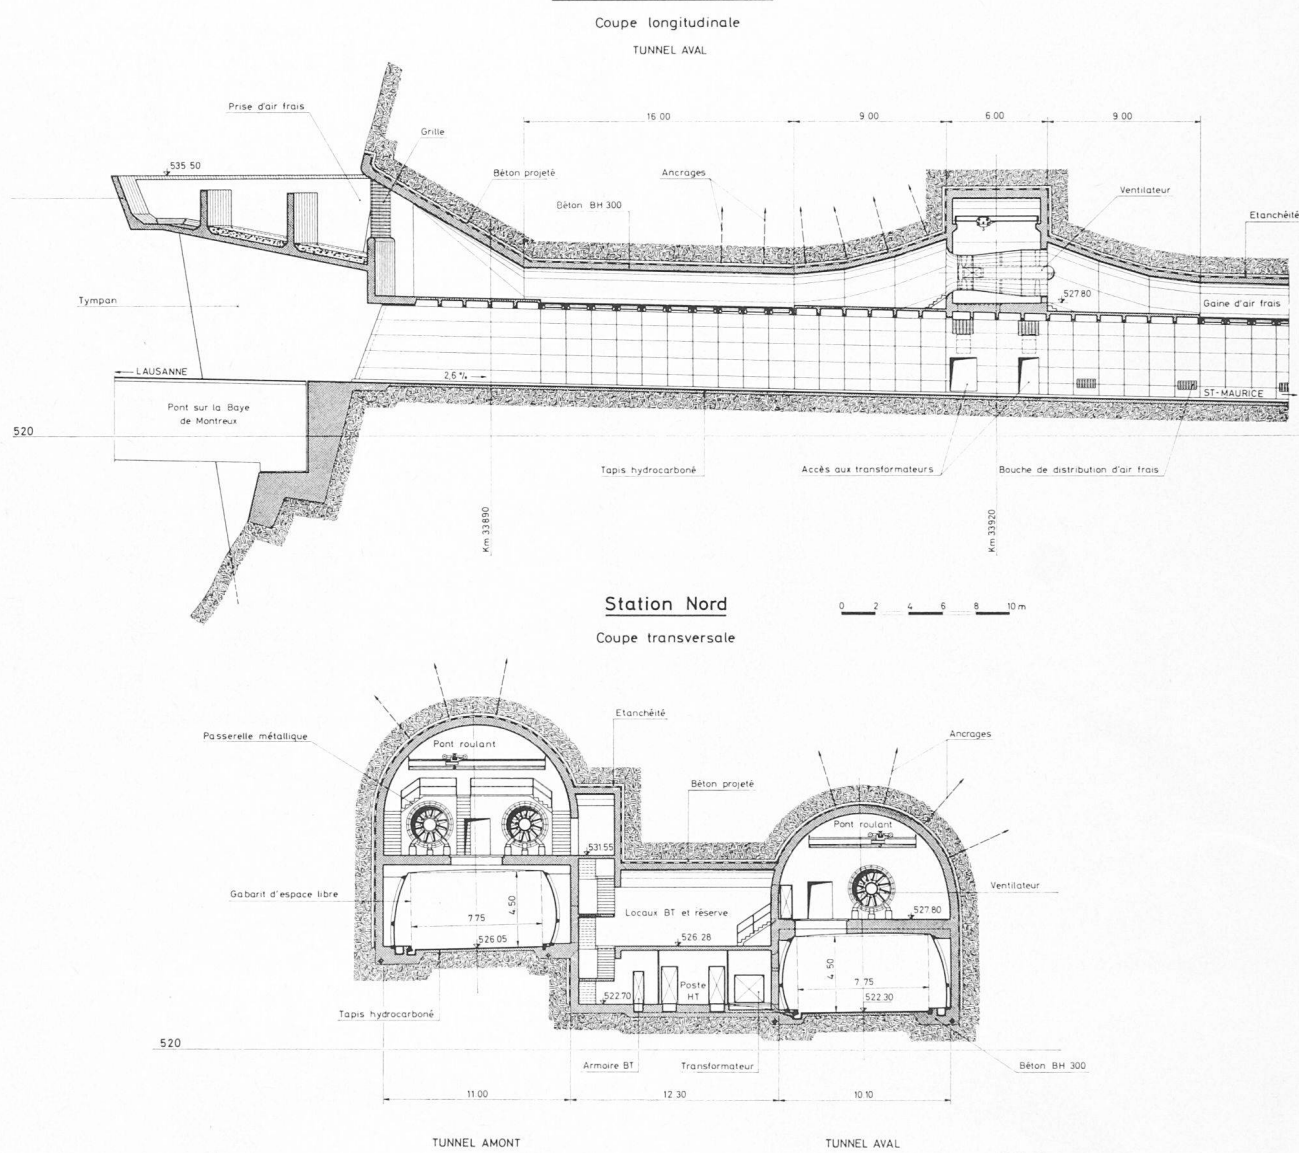 Coupe longitudinale
TUNNEL AVAL
Prise d'air frais
Grille
16 00
9 00
6 00
9 00
535 50
Béton projeté
Ancrages
Ventilateur
Béton BH 300
Etanchéité
Tympan
527.80
Gaine d'air frais
LAUSANNE
2,6 %
ST-MAURICE
Pont sur la Baye
de Montreux
520
Tapis hydrocarboné
Accès aux transformateurs
Bouche de distribution d'air frais
Km 33890
Km 33920
Station Nord
0 2 4 6 8 10 m
Coupe transversale
Etanchéité
Passerelle métallique
Pont roulant
Ancrages
Béton projeté
Pont roulant
531.55
Gabarit d'espace libre
Ventilateur
7.75
4.50
Locaux BT et réserve
527.80
526.05
526.28
4.50
7.75
Poste
HT
522.70
522.30
Tapis hydrocarboné
520
Armoire BT
Transformateur
Béton BH 300
11.00
12.30
10.10
TUNNEL AMONT
TUNNEL AVAL